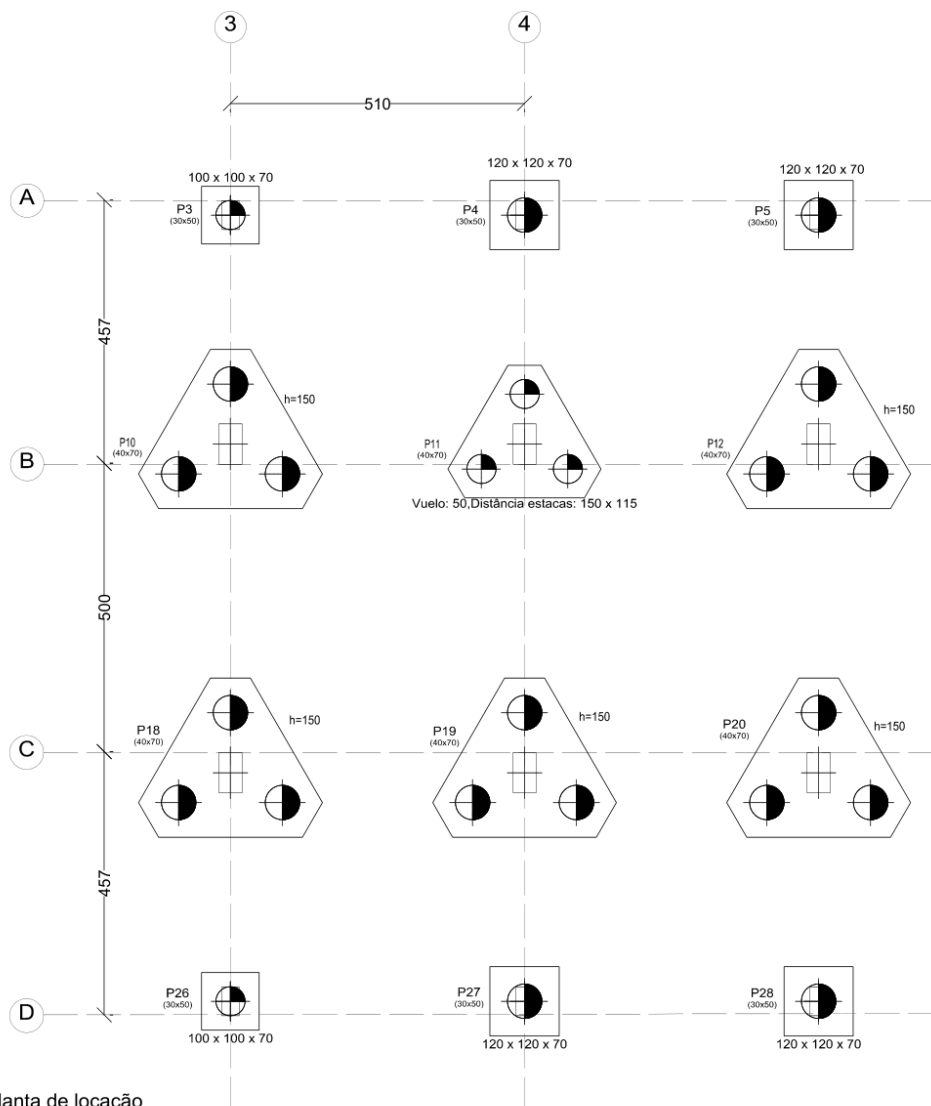 3
4
510
120 x 120 x 70
120 x 120 x 70
100 x 100 x 70
A
P3
(30x50)
P4
(30x50)
P5
(30x50)
457
h=150
h=150
P10
(40x70)
P11
(40x70)
P12
(40x70)
B
Vuelo: 50,Distância estacas: 150 x 115
500
h=150
h=150
h=150
P18
(40x70)
P19
(40x70)
P20
(40x70)
C
457
P26
(30x50)
P27
(30x50)
P28
(30x50)
D
100 x 100 x 70
120 x 120 x 70
120 x 120 x 70
lanta de locação